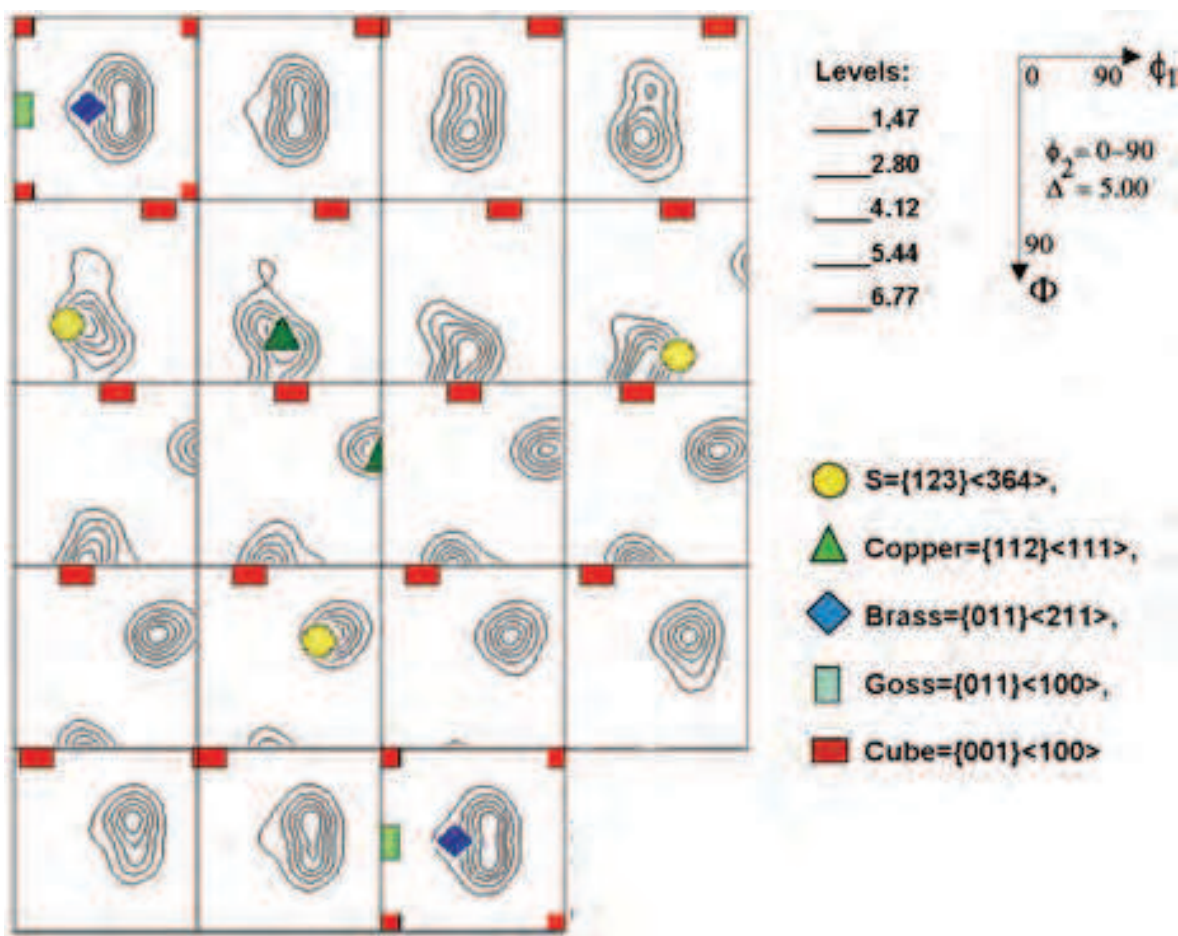 Levels:
1.47
2.80
4.12
5.44
6.77
0 90 ϕ1
ϕ2 = 0–90
Δ = 5.00
90
Φ
S={123}<364>,
Copper={112}<111>,
Brass={011}<211>,
Goss={011}<100>,
Cube={001}<100>